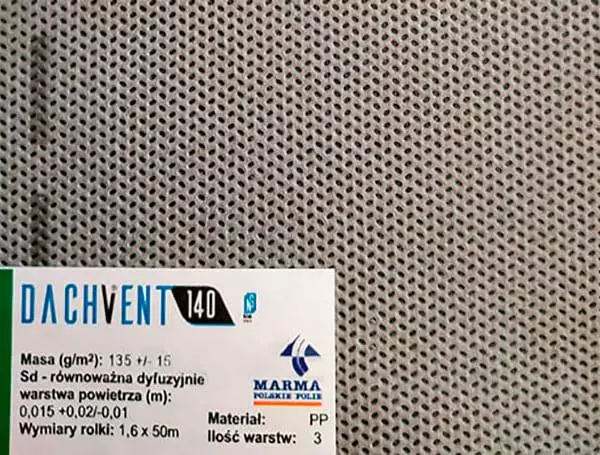 DACHVENT 140
Masa (g/m²): 135 +/- 15
Sd - równoważna dyfuzyjnie
warstwa powietrza (m):
0,015 +0,02/-0,01
Wymiary rolki: 1,6 x 50m
MARMA
POLSKIE FOLIE
Materiał: PP
Ilość warstw: 3